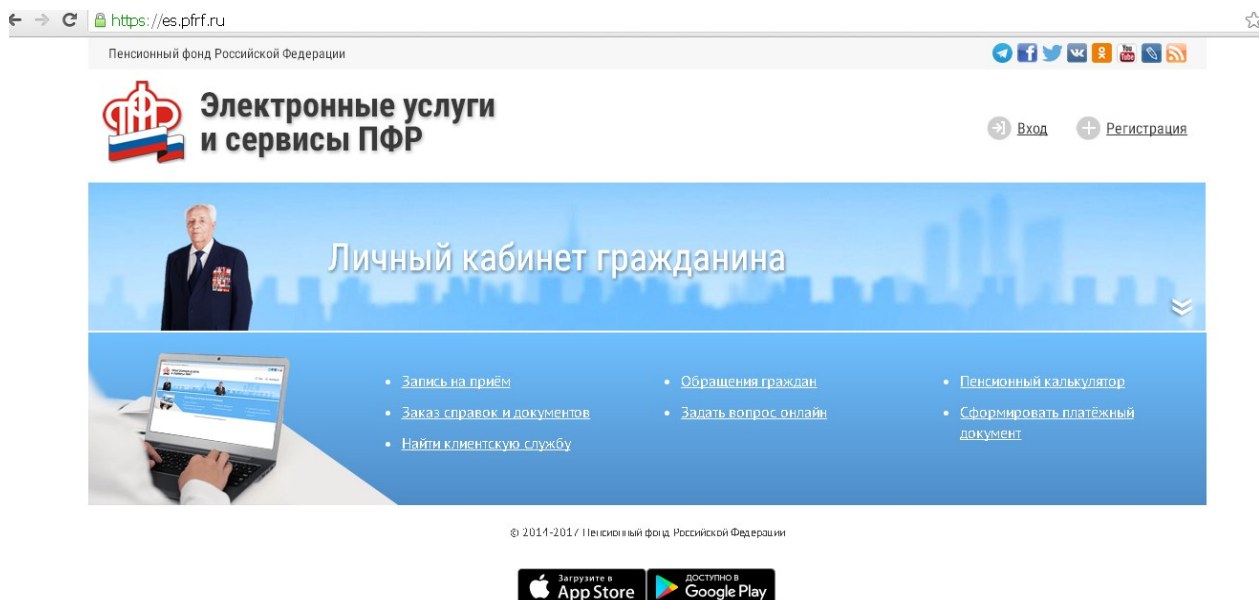 https://es.pfrf.ru
Пенсионный фонд Российской Федерации
You
Tube
Электронные услуги
и сервисы ПФР
Вход
Регистрация
Личный кабинет гражданина
Запись на приём
Заказ справок и документов
Найти клиентскую службу
Обращения граждан
Задать вопрос онлайн
Пенсионный калькулятор
Сформировать платёжный
документ
© 2014-2017 Пенсионный фонд Российской Федерации
Загрузите в
App Store
ДОСТУПНО В
Google Play